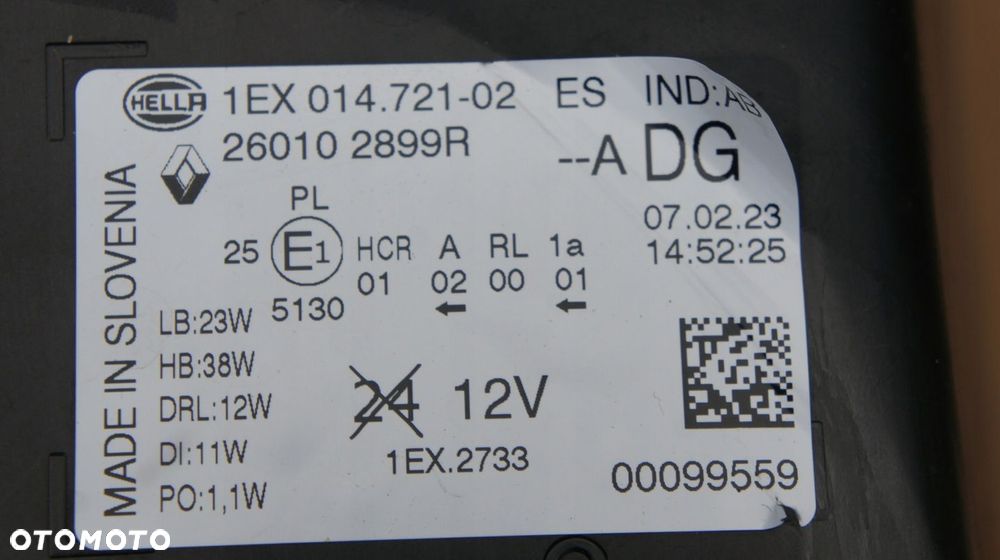 HELLA 1EX 014.721-02 ES IND:AB
26010 2899R --A DG
MADE IN SLOVENIA
PL
07.02.23
25 E1 HCR A RL 1a
14:52:25
01 02 00 01
5130
LB:23W
HB:38W
DRL:12W
24 12V
DI:11W
1EX.2733
PO:1,1W
00099559
OTOMOTO